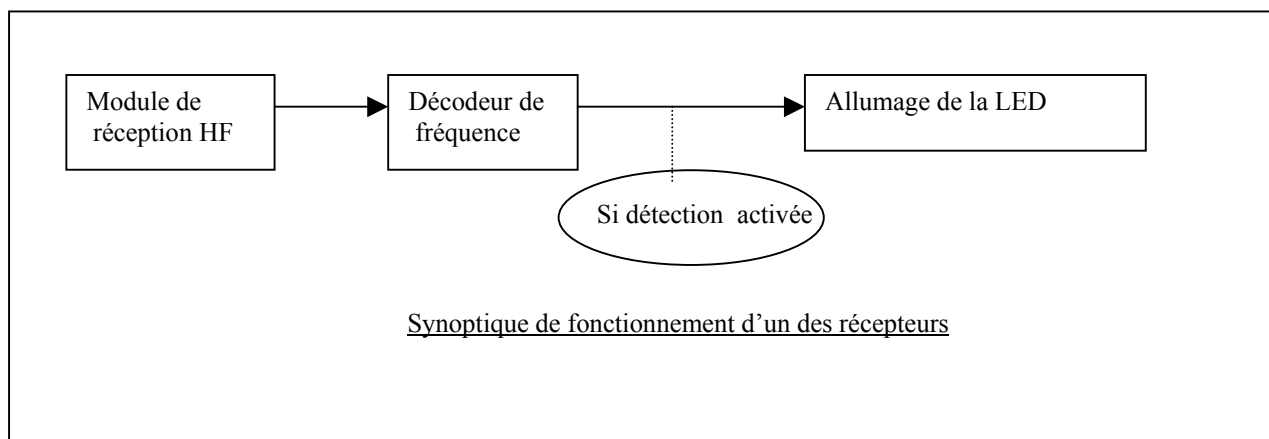 Module de
réception HF
Décodeur de
fréquence
Allumage de la LED
Si détection activée
Synoptique de fonctionnement d'un des récepteurs